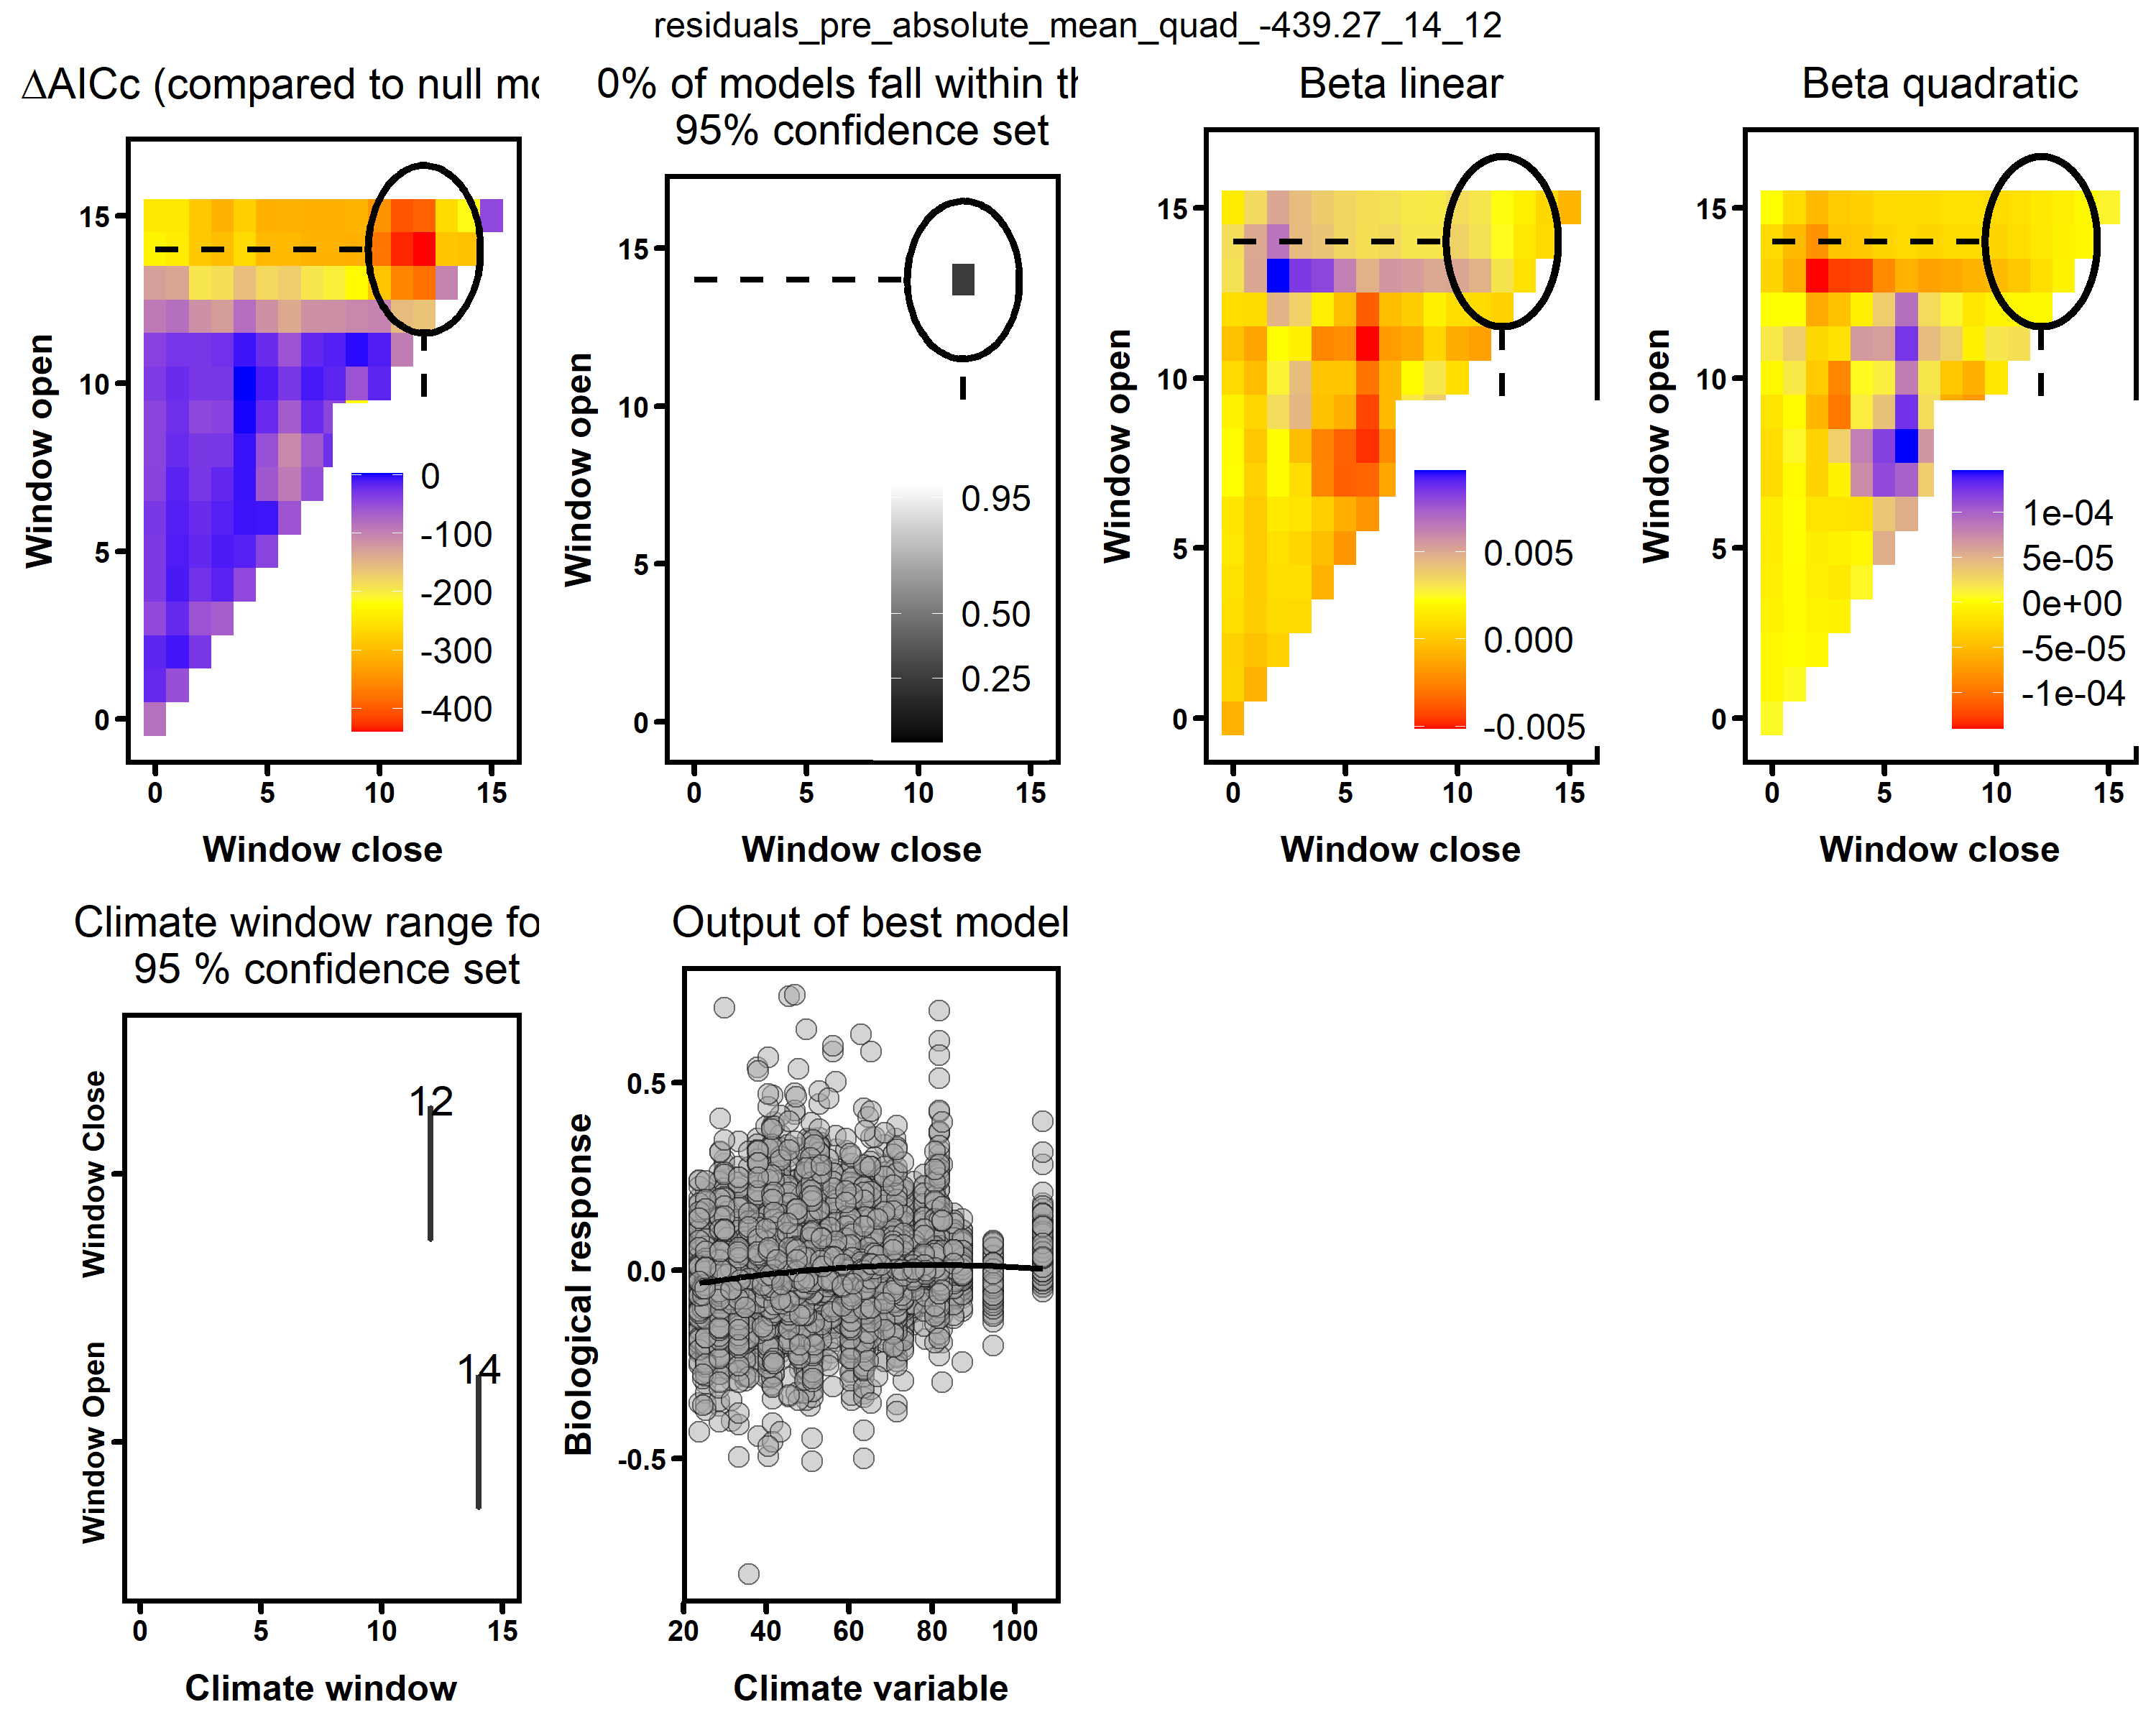 residuals_pre_absolute_mean_quad_-439.27_14_12
ΔAICc (compared to null mo
15
10
5
0
0
5
10
15
Window open
Window close
0
-100
-200
-300
-400
0% of models fall within th
95% confidence set
15
10
5
0
0
5
10
15
Window open
Window close
0.95
0.50
0.25
Beta linear
15
10
5
0
0
5
10
15
Window open
Window close
0.005
0.000
-0.005
Beta quadratic
15
10
5
0
0
5
10
15
Window open
Window close
1e-04
5e-05
0e+00
-5e-05
-1e-04
Climate window range fo
95 % confidence set
Window Close
Window Open
12
14
0
5
10
15
Climate window
Output of best model
0.5
0.0
-0.5
20
40
60
80
100
Biological response
Climate variable